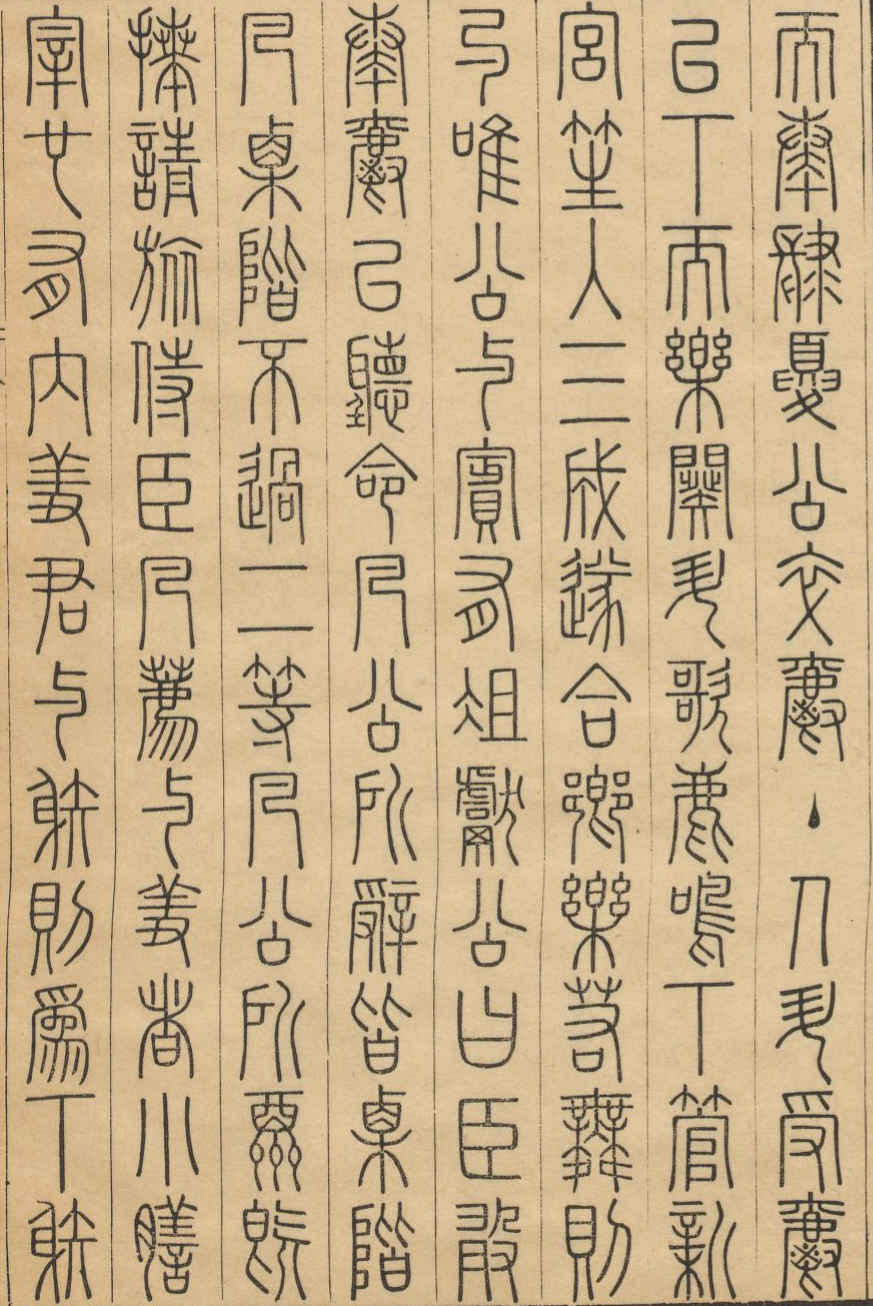 而奏肆夏公卒爵主人升受爵
以下而樂闋升歌鹿鳴下管新
宮笙入三成遂合鄉樂若舞則
勺唯公與賓有俎獻公曰臣敢
奏爵以聽命凡公所辭皆栗階
凡栗階不過二等凡公所酬既
拜請旅侍臣凡薦與羞者小膳
宰也有內羞君與射則為下射